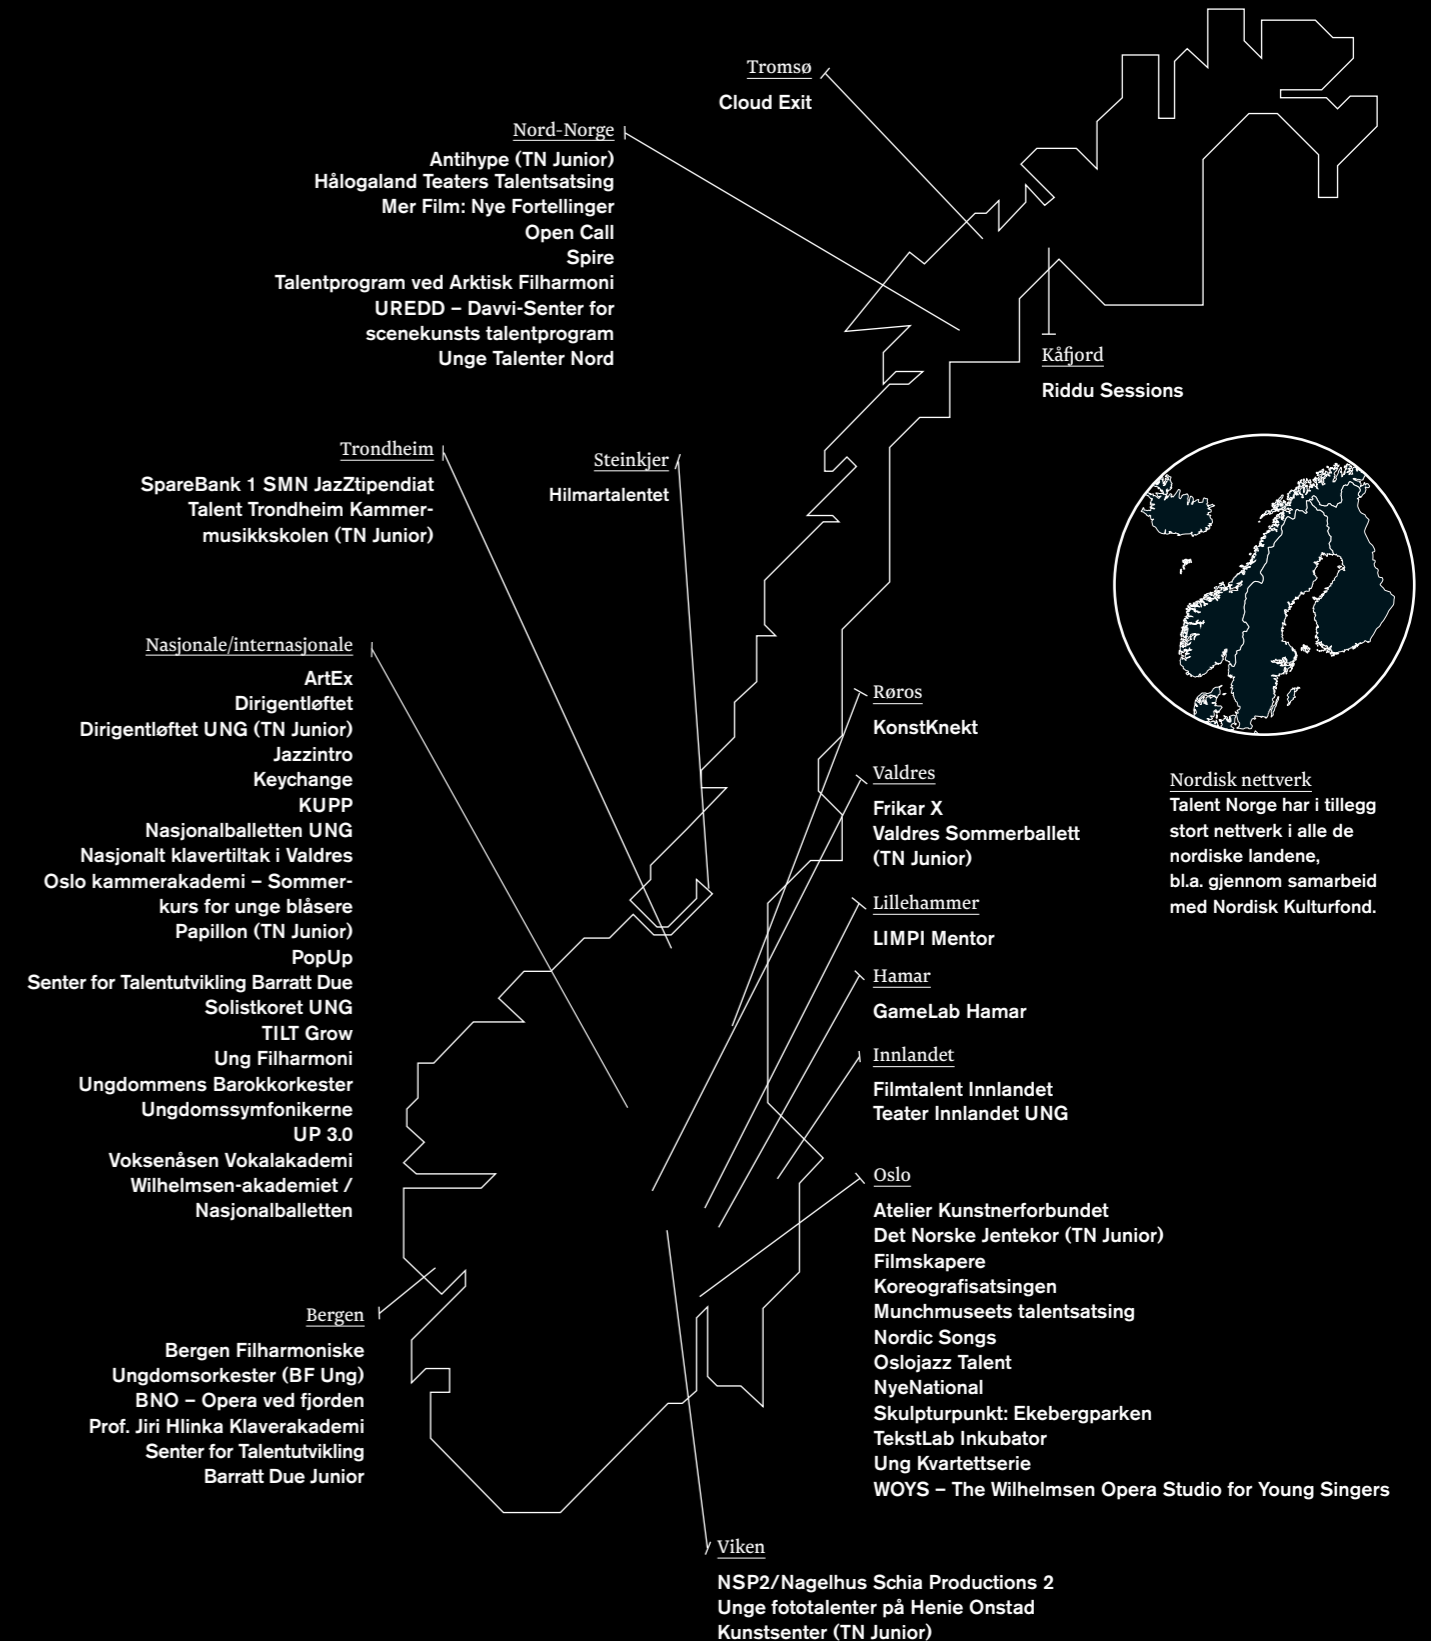 Tromsø
Cloud Exit
Nord-Norge
Antihype (TN Junior)
Hålogaland Teaters Talentsatsing
Mer Film: Nye Fortellinger
Open Call
Spire
Talentprogram ved Arktisk Filharmoni
UREDD – Davvi-Senter for
scenekunsts talentprogram
Unge Talenter Nord
Kåfjord
Riddu Sessions
Trondheim
SpareBank 1 SMN JazZtipendiat
Talent Trondheim Kammer-
musikkskolen (TN Junior)
Steinkjer
Hilmartalentet
Nasjonale/internasjonale
ArtEx
Dirigentløftet
Dirigentløftet UNG (TN Junior)
Jazzintro
Keychange
KUPP
Nasjonalballetten UNG
Nasjonalt klavertiltak i Valdres
Oslo kammerakademi – Sommer-
kurs for unge blåsere
Papillon (TN Junior)
PopUp
Senter for Talentutvikling Barratt Due
Solistkoret UNG
TILT Grow
Ung Filharmoni
Ungdommens Barokkorkester
Ungdomssymfonikerne
UP 3.0
Voksenåsen Vokalakademi
Wilhelmsen-akademiet /
Nasjonalballetten
Røros
KonstKnekt
Valdres
Frikar X
Valdres Sommerballett
(TN Junior)
Lillehammer
LIMPI Mentor
Hamar
GameLab Hamar
Innlandet
Filmtalent Innlandet
Teater Innlandet UNG
Nordisk nettverk
Talent Norge har i tillegg
stort nettverk i alle de
nordiske landene,
bl.a. gjennom samarbeid
med Nordisk Kulturfond.
Oslo
Atelier Kunstnerforbundet
Det Norske Jentekor (TN Junior)
Filmskapere
Koreografisatsingen
Munchmuseets talentsatsing
Nordic Songs
Oslojazz Talent
NyeNational
Skulpturpunkt: Ekebergparken
TekstLab Inkubator
Ung Kvartettserie
WOYS – The Wilhelmsen Opera Studio for Young Singers
Bergen
Bergen Filharmoniske
Ungdomsorkester (BF Ung)
BNO – Opera ved fjorden
Prof. Jiri Hlinka Klaverakademi
Senter for Talentutvikling
Barratt Due Junior
Viken
NSP2/Nagelhus Schia Productions 2
Unge fototalenter på Henie Onstad
Kunstsenter (TN Junior)